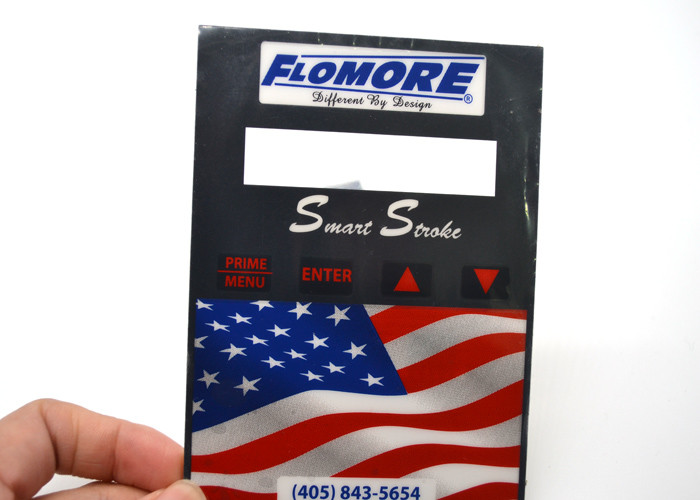 FLOMORE®
Different By Design
Smart Stroke
PRIME
MENU
ENTER
(405) 843-5654